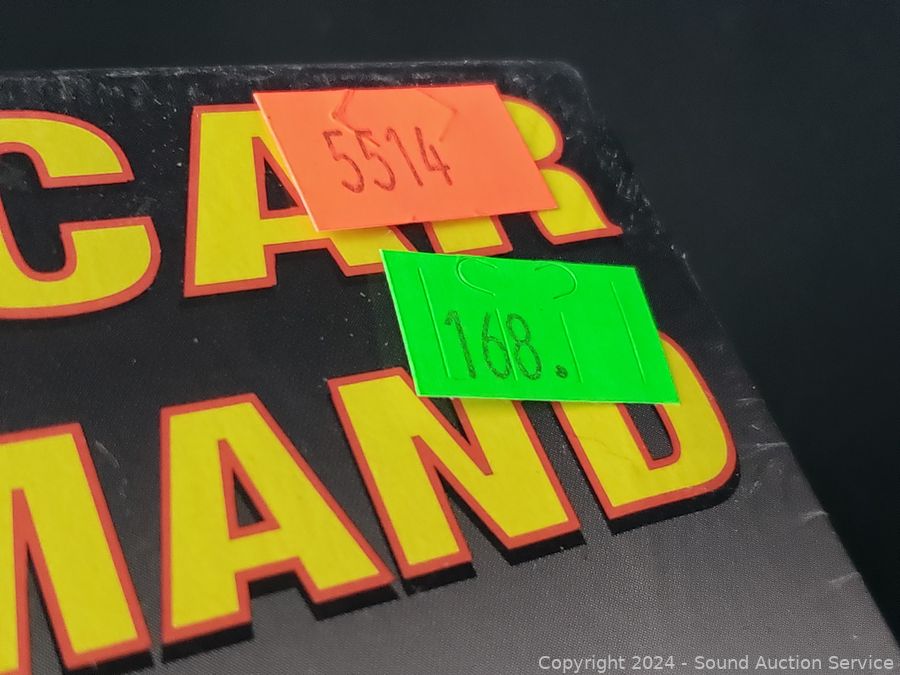 CAR
5514
168.
MAND
Copyright 2024 - Sound Auction Service